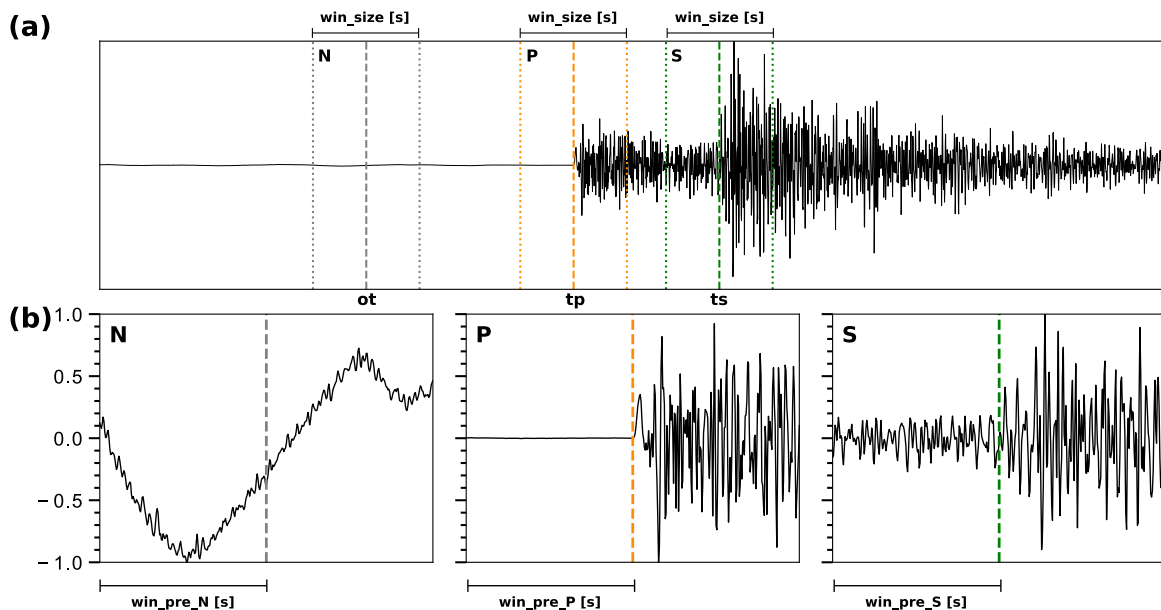 win_size [s] win_size [s] win_size [s]
(a)
N P S
ot tp ts
(b)
1.0
0.5
0.0
−0.5
−1.0
N P S
win_pre_N [s] win_pre_P [s] win_pre_S [s]